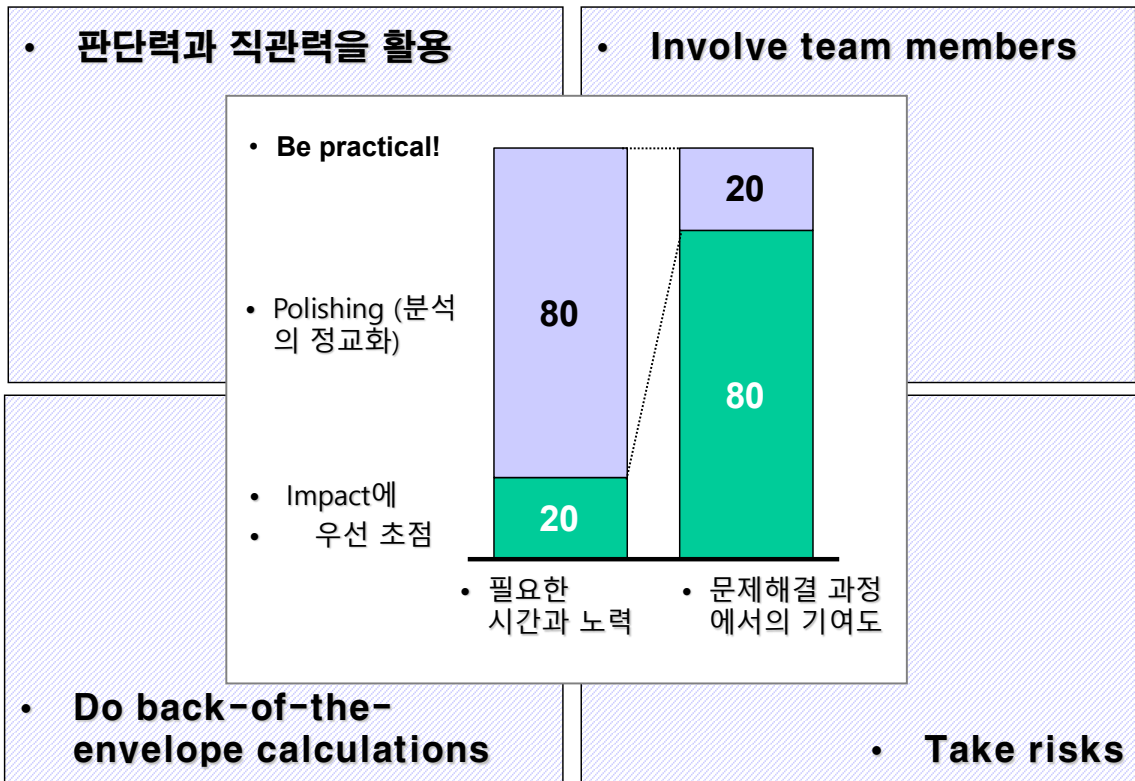 • 판단력과 직관력을 활용
• Involve team members
• Be practical!
20
• Polishing (분석
의 정교화)
80
80
• Impact에
• 우선 초점
20
• 필요한
시간과 노력
• 문제해결 과정
에서의 기여도
• Do back-of-the-
envelope calculations
• Take risks